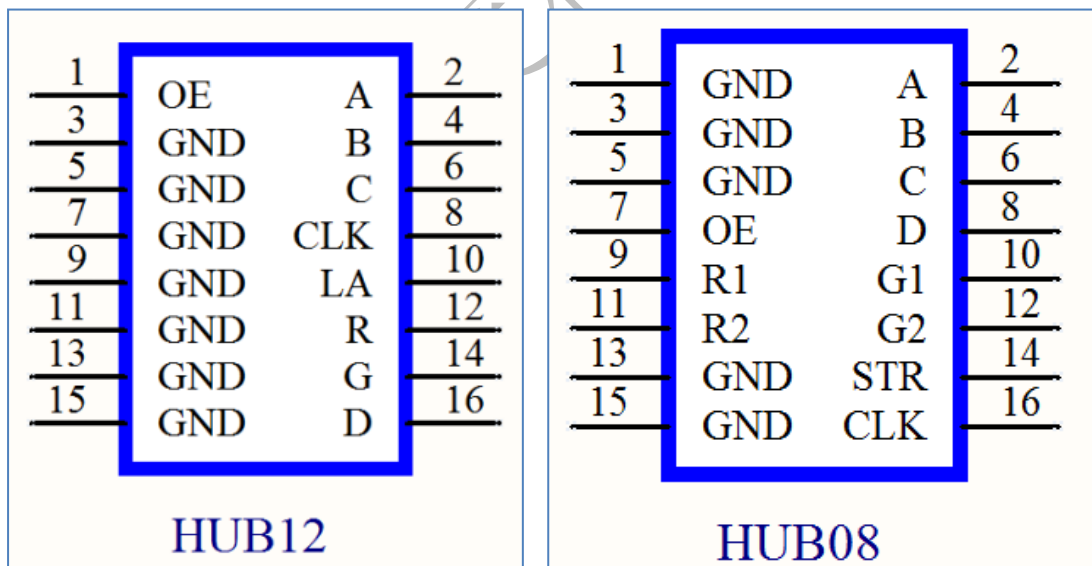 1 OE A 2
3 GND B 4
5 GND C 6
7 GND CLK 8
9 GND LA 10
11 GND R 12
13 GND G 14
15 GND D 16
HUB12
1 GND A 2
3 GND B 4
5 GND C 6
7 OE D 8
9 R1 G1 10
11 R2 G2 12
13 GND STR 14
15 GND CLK 16
HUB08